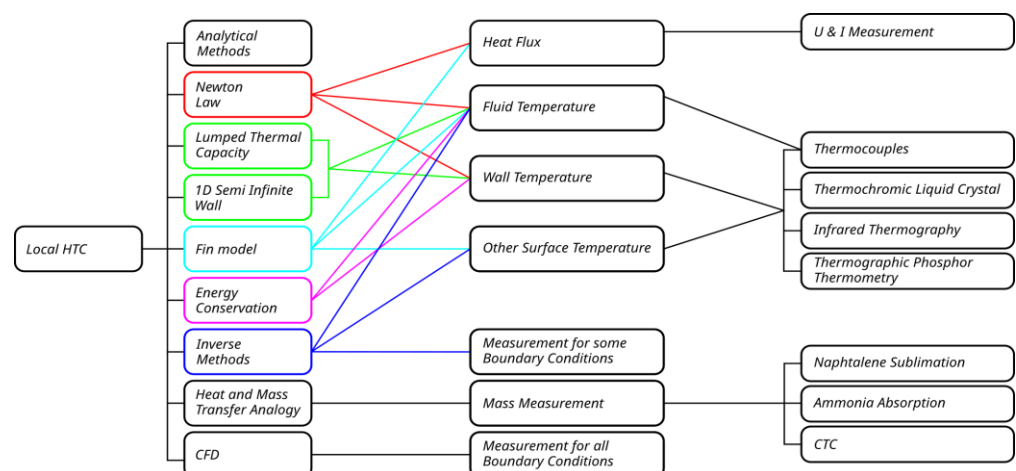 Local HTC
Analytical
Methods
Newton
Law
Lumped Thermal
Capacity
1D Semi Infinite
Wall
Fin model
Energy
Conservation
Inverse
Methods
Heat and Mass
Transfer Analogy
CFD
Heat Flux
Fluid Temperature
Wall Temperature
Other Surface Temperature
Measurement for some
Boundary Conditions
Mass Measurement
Measurement for all
Boundary Conditions
U & I Measurement
Thermocouples
Thermochromic Liquid Crystal
Infrared Thermography
Thermographic Phosphor
Thermometry
Naphtalene Sublimation
Ammonia Absorption
CTC